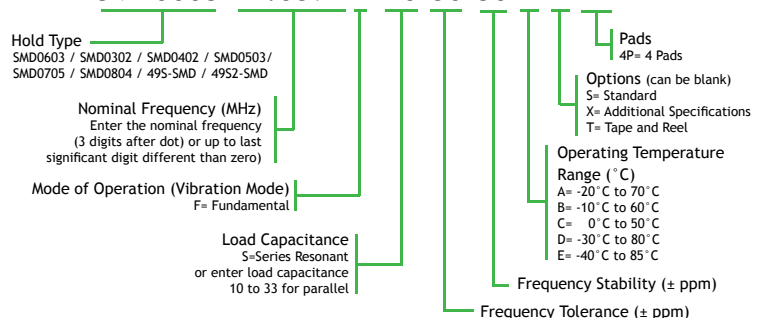 Hold Type
SMD0603 / SMD0302 / SMD0402 / SMD0503/
SMD0705 / SMD0804 / 49S-SMD / 49S2-SMD
Nominal Frequency (MHz)
Enter the nominal frequency
(3 digits after dot) or up to last
significant digit different than zero)
Mode of Operation (Vibration Mode)
F= Fundamental
Load Capacitance
S=Series Resonant
or enter load capacitance
10 to 33 for parallel
Pads
4P= 4 Pads
Options (can be blank)
S= Standard
X= Additional Specifications
T= Tape and Reel
Operating Temperature
Range (˚C)
A= -20˚C to 70˚C
B= -10˚C to 60˚C
C= 0˚C to 50˚C
D= -30˚C to 80˚C
E= -40˚C to 85˚C
Frequency Stability (± ppm)
Frequency Tolerance (± ppm)